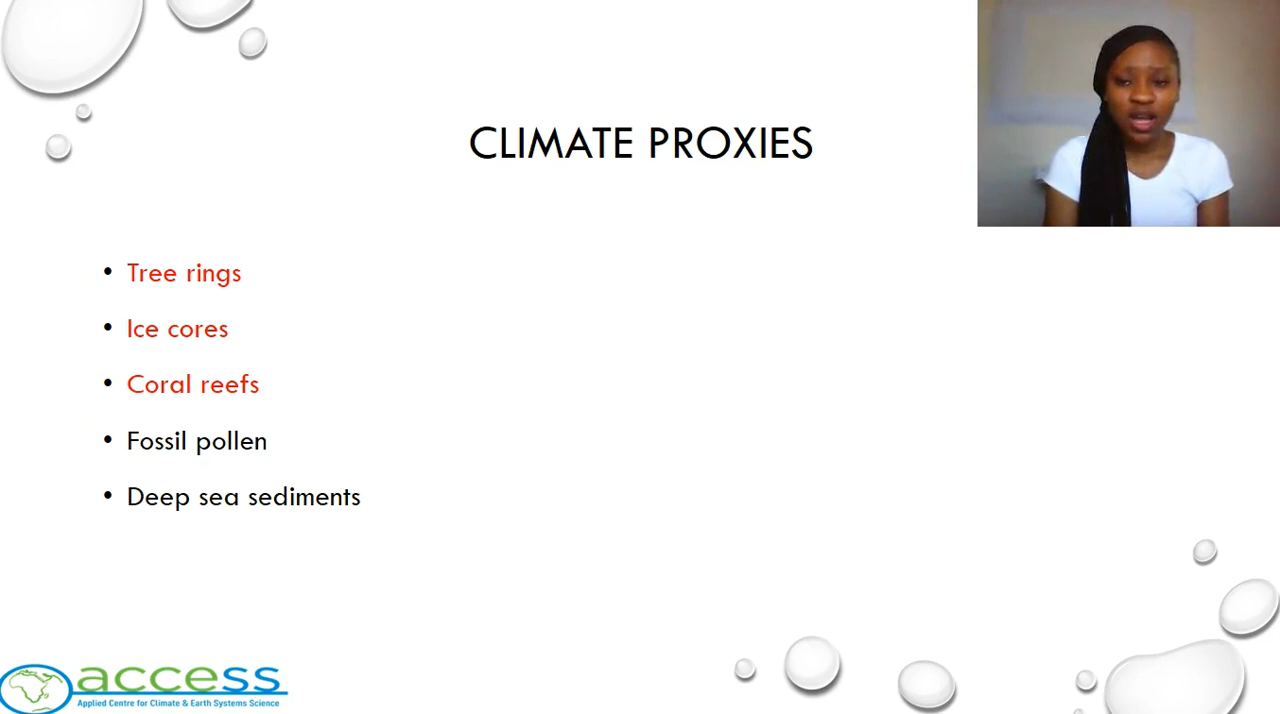 CLIMATE PROXIES
• Tree rings
• Ice cores
• Coral reefs
• Fossil pollen
• Deep sea sediments
access
Applied Centre for Climate & Earth Systems Science